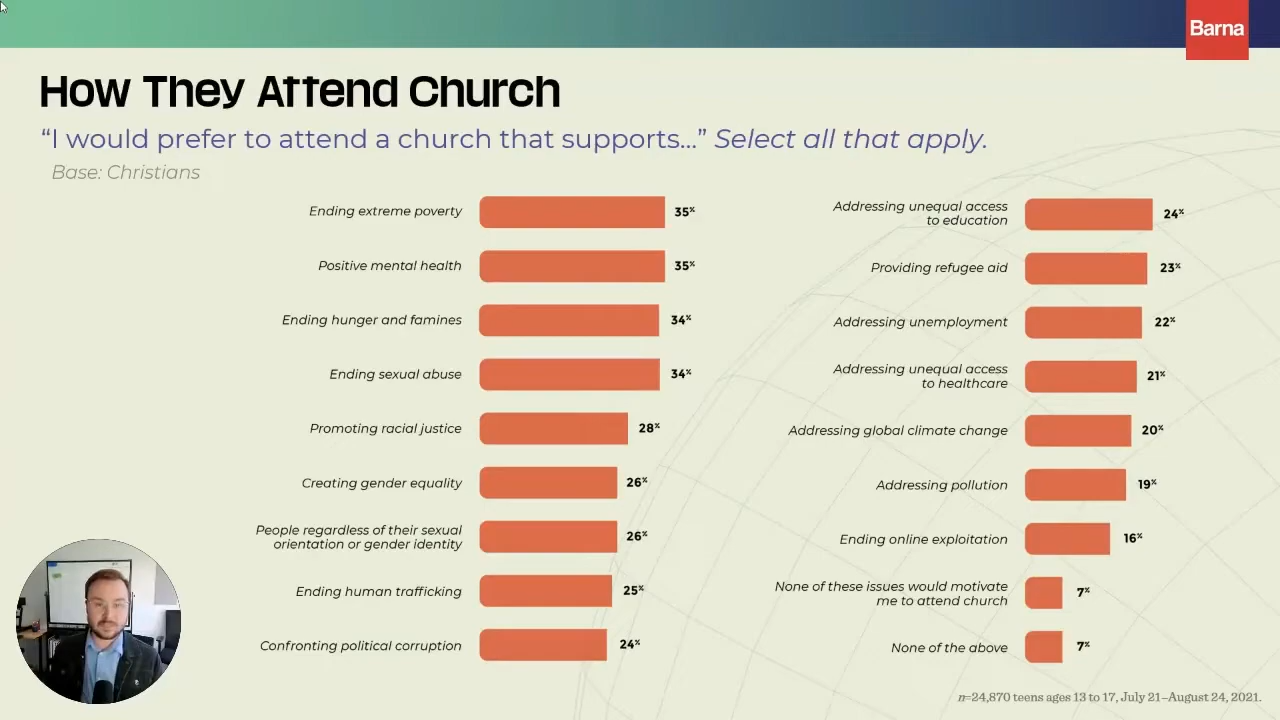 Barna
How They Attend Church
“I would prefer to attend a church that supports...” Select all that apply.
Base: Christians
Ending extreme poverty 35%
Positive mental health 35%
Ending hunger and famines 34%
Ending sexual abuse 34%
Promoting racial justice 28%
Creating gender equality 26%
People regardless of their sexual
orientation or gender identity 26%
Ending human trafficking 25%
Confronting political corruption 24%
Addressing unequal access
to education 24%
Providing refugee aid 23%
Addressing unemployment 22%
Addressing unequal access
to healthcare 21%
Addressing global climate change 20%
Addressing pollution 19%
Ending online exploitation 16%
None of these issues would motivate
me to attend church 7%
None of the above 7%
n=24,870 teens ages 13 to 17, July 21–August 24, 2021.